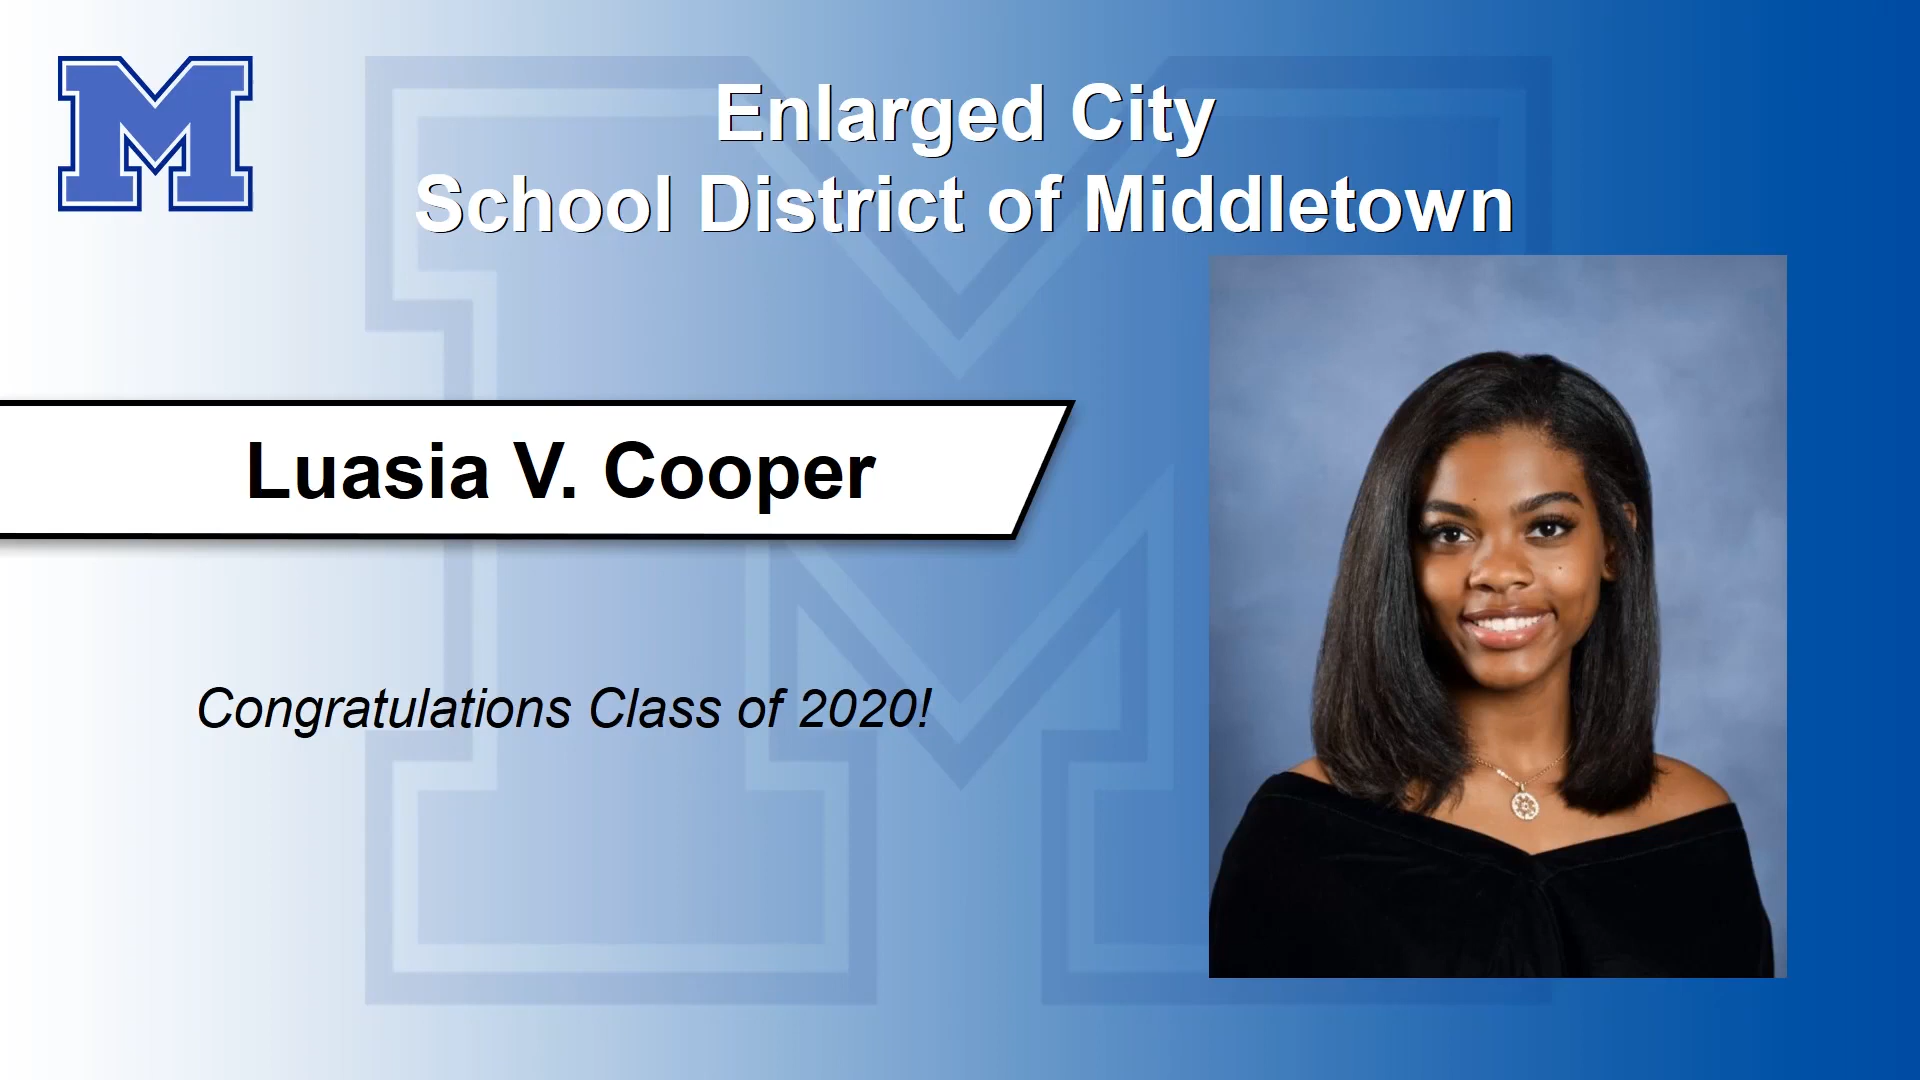 M
Enlarged City
School District of Middletown
Luasia V. Cooper
Congratulations Class of 2020!